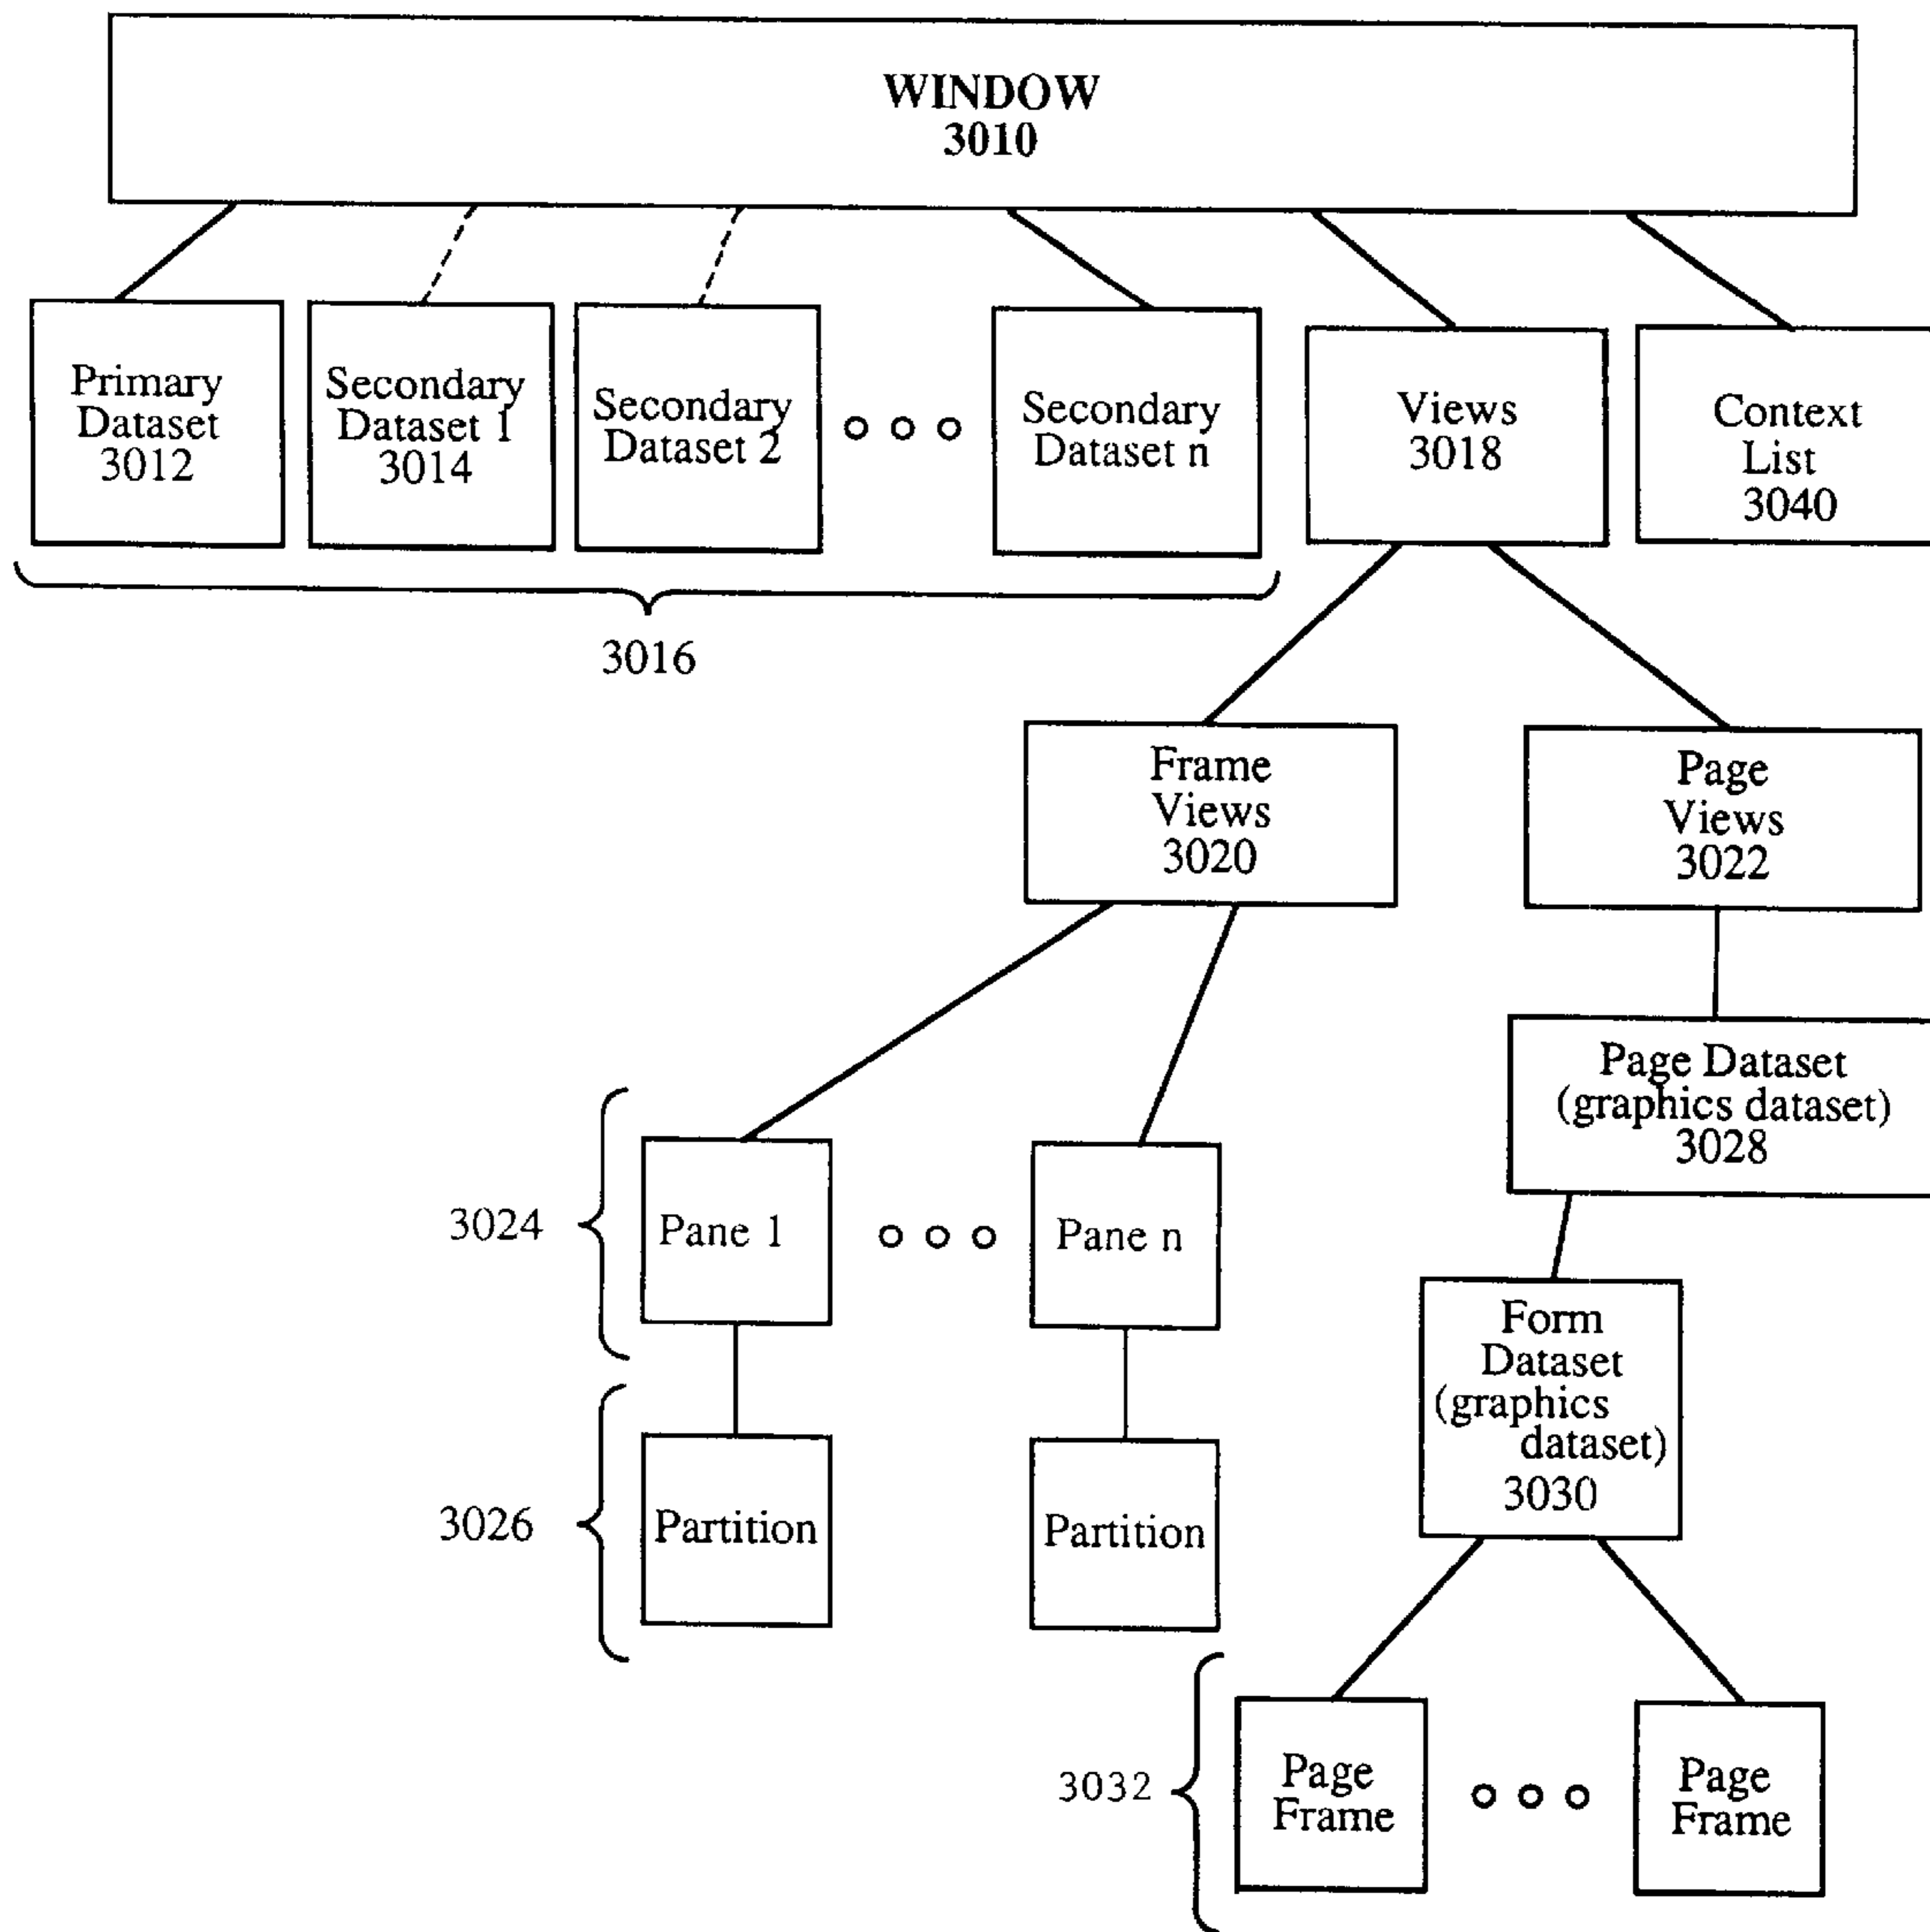 WINDOW
3010
Primary
Dataset
3012
Secondary
Dataset 1
3014
Secondary
Dataset 2
Secondary
Dataset n
Views
3018
Context
List
3040
3016
Frame
Views
3020
Page
Views
3022
Page Dataset
(graphics dataset)
3028
3024
Pane 1
Pane n
Form
Dataset
(graphics
dataset)
3030
3026
Partition
Partition
3032
Page
Frame
Page
Frame